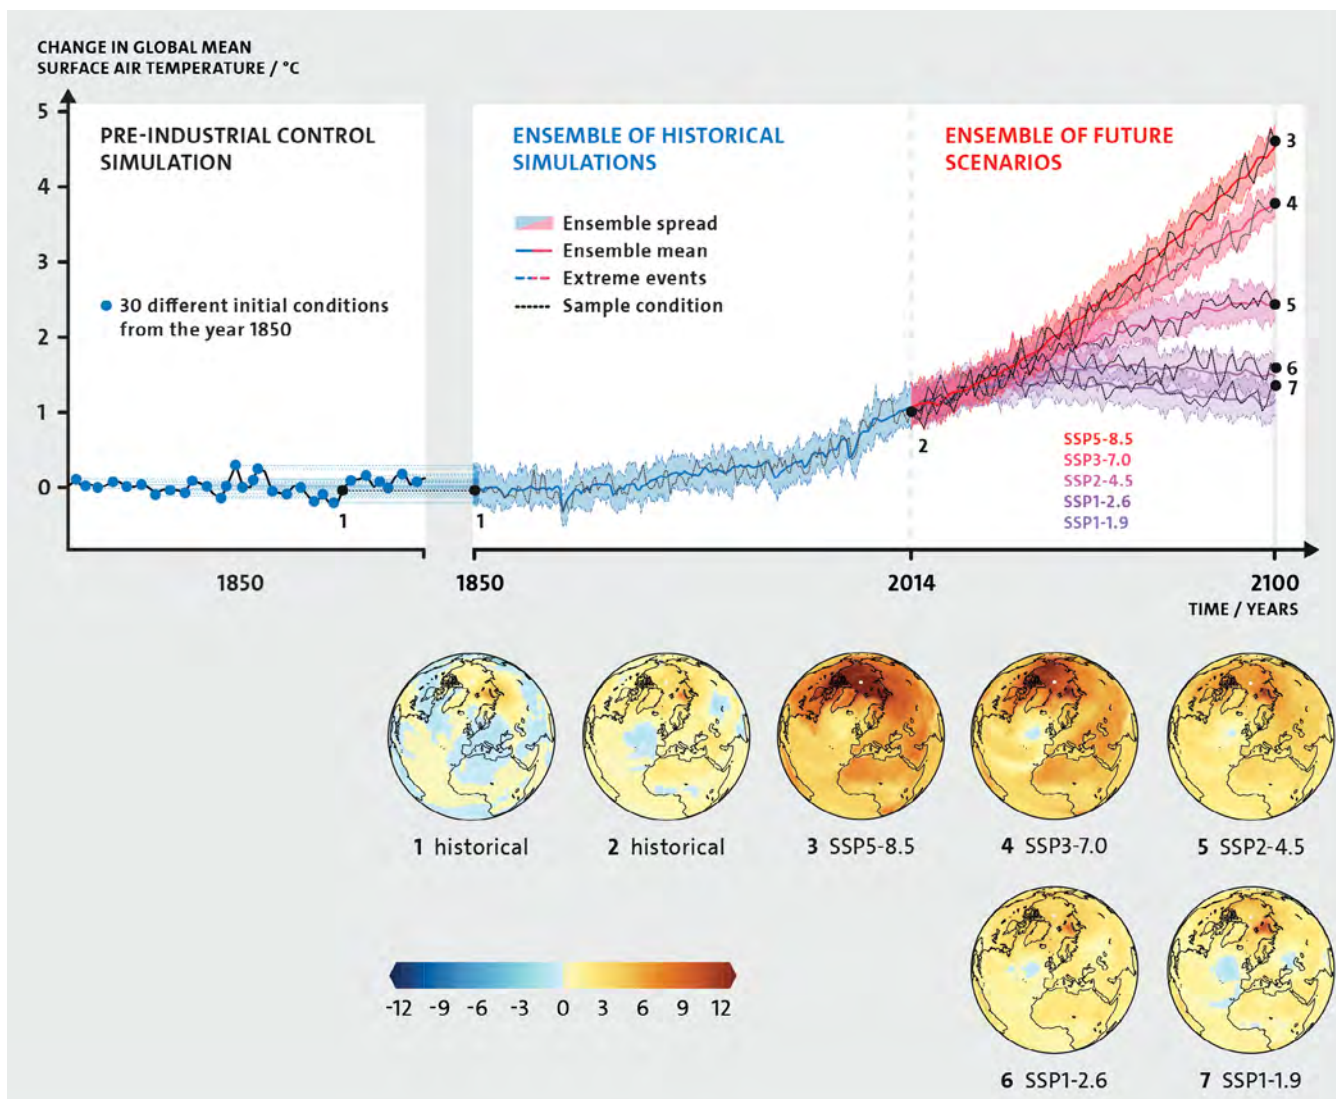 CHANGE IN GLOBAL MEAN
SURFACE AIR TEMPERATURE / °C
5
4
3
2
1
0
PRE-INDUSTRIAL CONTROL
SIMULATION
30 different initial conditions
from the year 1850
1
1850
ENSEMBLE OF HISTORICAL
SIMULATIONS
Ensemble spread
Ensemble mean
Extreme events
Sample condition
1
ENSEMBLE OF FUTURE
SCENARIOS
3
4
5
6
7
2
SSP5-8.5
SSP3-7.0
SSP2-4.5
SSP1-2.6
SSP1-1.9
1850
2014
2100
TIME / YEARS
1 historical
2 historical
3 SSP5-8.5
4 SSP3-7.0
5 SSP2-4.5
-12 -9 -6 -3 0 3 6 9 12
6 SSP1-2.6
7 SSP1-1.9